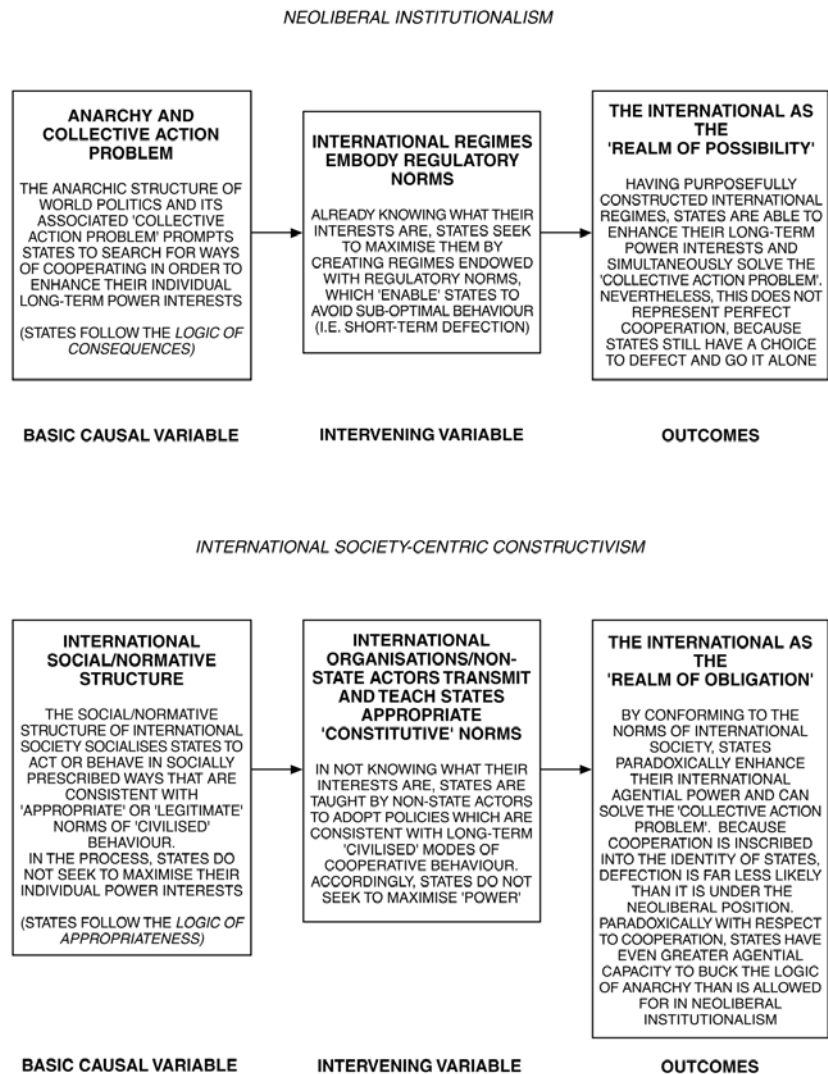 NEOLIBERAL INSTITUTIONALISM
ANARCHY AND
COLLECTIVE ACTION
PROBLEM
THE ANARCHIC STRUCTURE OF
WORLD POLITICS AND ITS
ASSOCIATED 'COLLECTIVE
ACTION PROBLEM' PROMPTS
STATES TO SEARCH FOR WAYS
OF COOPERATING IN ORDER TO
ENHANCE THEIR INDIVIDUAL
LONG-TERM POWER INTERESTS
(STATES FOLLOW THE LOGIC OF
CONSEQUENCES)
INTERNATIONAL REGIMES
EMBODY REGULATORY
NORMS
ALREADY KNOWING WHAT THEIR
INTERESTS ARE, STATES SEEK
TO MAXIMISE THEM BY
CREATING REGIMES ENDOWED
WITH REGULATORY NORMS,
WHICH 'ENABLE' STATES TO
AVOID SUB-OPTIMAL BEHAVIOUR
(I.E. SHORT-TERM DEFECTION)
THE INTERNATIONAL AS
THE
'REALM OF POSSIBILITY'
HAVING PURPOSEFULLY
CONSTRUCTED INTERNATIONAL
REGIMES, STATES ARE ABLE TO
ENHANCE THEIR LONG-TERM
POWER INTERESTS AND
SIMULTANEOUSLY SOLVE THE
'COLLECTIVE ACTION PROBLEM'.
NEVERTHELESS, THIS DOES NOT
REPRESENT PERFECT
COOPERATION, BECAUSE
STATES STILL HAVE A CHOICE
TO DEFECT AND GO IT ALONE
BASIC CAUSAL VARIABLE
INTERVENING VARIABLE
OUTCOMES
INTERNATIONAL SOCIETY-CENTRIC CONSTRUCTIVISM
INTERNATIONAL
SOCIAL/NORMATIVE
STRUCTURE
THE SOCIAL/NORMATIVE
STRUCTURE OF INTERNATIONAL
SOCIETY SOCIALISES STATES TO
ACT OR BEHAVE IN SOCIALLY
PRESCRIBED WAYS THAT ARE
CONSISTENT WITH
'APPROPRIATE' OR 'LEGITIMATE'
NORMS OF 'CIVILISED'
BEHAVIOUR.
IN THE PROCESS, STATES DO
NOT SEEK TO MAXIMISE THEIR
INDIVIDUAL POWER INTERESTS
(STATES FOLLOW THE LOGIC OF
APPROPRIATENESS)
INTERNATIONAL
ORGANISATIONS/NON-
STATE ACTORS TRANSMIT
AND TEACH STATES
APPROPRIATE
'CONSTITUTIVE' NORMS
IN NOT KNOWING WHAT THEIR
INTERESTS ARE, STATES ARE
TAUGHT BY NON-STATE ACTORS
TO ADOPT POLICIES WHICH ARE
CONSISTENT WITH LONG-TERM
'CIVILISED' MODES OF
COOPERATIVE BEHAVIOUR.
ACCORDINGLY, STATES DO NOT
SEEK TO MAXIMISE 'POWER'
THE INTERNATIONAL AS
THE
'REALM OF OBLIGATION'
BY CONFORMING TO THE
NORMS OF INTERNATIONAL
SOCIETY, STATES
PARADOXICALLY ENHANCE
THEIR INTERNATIONAL
AGENTIAL POWER AND CAN
SOLVE THE 'COLLECTIVE ACTION
PROBLEM'. BECAUSE
COOPERATION IS INSCRIBED
INTO THE IDENTITY OF STATES,
DEFECTION IS FAR LESS LIKELY
THAN IT IS UNDER THE
NEOLIBERAL POSITION.
PARADOXICALLY WITH RESPECT
TO COOPERATION, STATES HAVE
EVEN GREATER AGENTIAL
CAPACITY TO BUCK THE LOGIC
OF ANARCHY THAN IS ALLOWED
FOR IN NEOLIBERAL
INSTITUTIONALISM
BASIC CAUSAL VARIABLE
INTERVENING VARIABLE
OUTCOMES